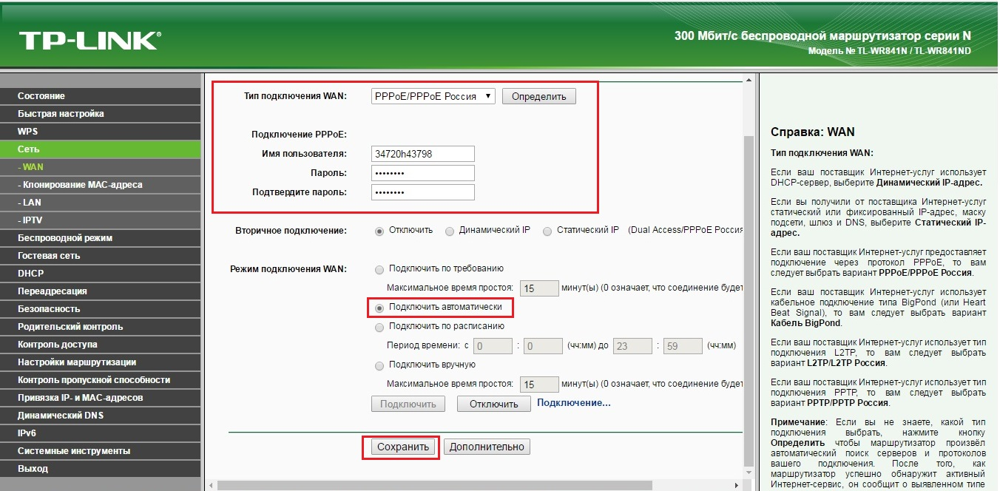 TP-LINK®
300 Мбит/с беспроводной маршрутизатор серии N
Модель № TL-WR841N / TL-WR841ND
Состояние
Быстрая настройка
WPS
Сеть
- WAN
- Клонирование MAC-адреса
- LAN
- IPTV
Беспроводной режим
Гостевая сеть
DHCP
Переадресация
Безопасность
Родительский контроль
Контроль доступа
Настройки маршрутизации
Контроль пропускной способности
Привязка IP- и MAC-адресов
Динамический DNS
IPv6
Системные инструменты
Выход
Тип подключения WAN: PPPoE/PPPoE Россия Определить
Подключение PPPoE:
Имя пользователя: 34720h43798
Пароль: ••••••••
Подтвердите пароль: ••••••••
Вторичное подключение: Отключить Динамический IP Статический IP (Dual Access/PPPoE Россия
Режим подключения WAN: Подключить по требованию
Максимальное время простоя: 15 минут(ы) (0 означает, что соединение будет
Подключить автоматически
Подключить по расписанию
Период времени: с 0 : 0 (чч:мм) до 23 : 59 (чч:мм)
Подключить вручную
Максимальное время простоя: 15 минут(ы) (0 означает, что соединение будет
Подключить Отключить Подключение...
Сохранить Дополнительно
Справка: WAN
Тип подключения WAN:
Если ваш поставщик Интернет-услуг использует
DHCP-сервер, выберите Динамический IP-адрес.
Если вы получили от поставщика Интернет-услуг
статический или фиксированный IP-адрес, маску
подсети, шлюз и DNS, выберите Статический IP-
адрес.
Если ваш поставщик Интернет-услуг предоставляет
подключение через протокол PPPoE, то вам
следует выбрать вариант PPPoE/PPPoE Россия.
Если ваш поставщик Интернет-услуг использует
кабельное подключение типа BigPond (или Heart
Beat Signal), то вам следует выбрать вариант
Кабель BigPond.
Если ваш поставщик Интернет-услуг использует тип
подключения L2TP, то вам следует выбрать
вариант L2TP/L2TP Россия.
Если ваш поставщик Интернет-услуг использует тип
подключения PPTP, то вам следует выбрать
вариант PPTP/PPTP Россия.
Примечание: Если вы не знаете, какой тип
подключения выбрать, нажмите кнопку
Определить чтобы маршрутизатор произвёл
автоматический поиск серверов и протоколов
вашего подключения. После того, как
маршрутизатор успешно обнаружит активный
Интернет-сервис, он сообщит о выявленном типе